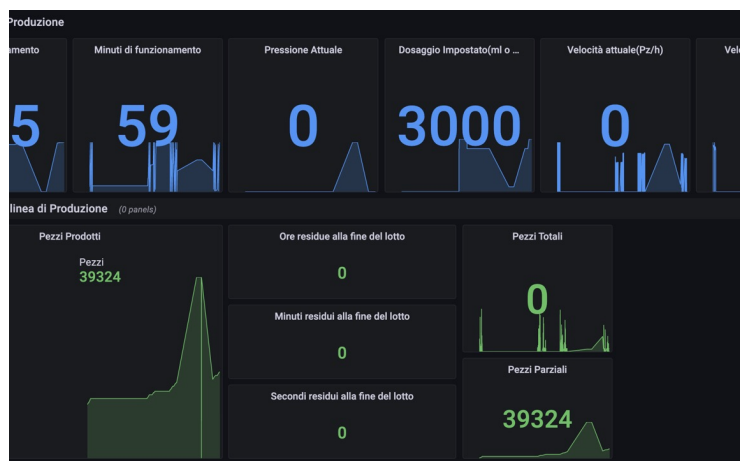 Produzione
amento
Minuti di funzionamento
Pressione Attuale
Dosaggio Impostato(ml o ...
Velocità attuale(Pz/h)
Vel
5
59
0
3000
0
linea di Produzione (0 panels)
Pezzi Prodotti
Pezzi
39324
Ore residue alla fine del lotto
0
Minuti residui alla fine del lotto
0
Secondi residui alla fine del lotto
0
Pezzi Totali
0
Pezzi Parziali
39324